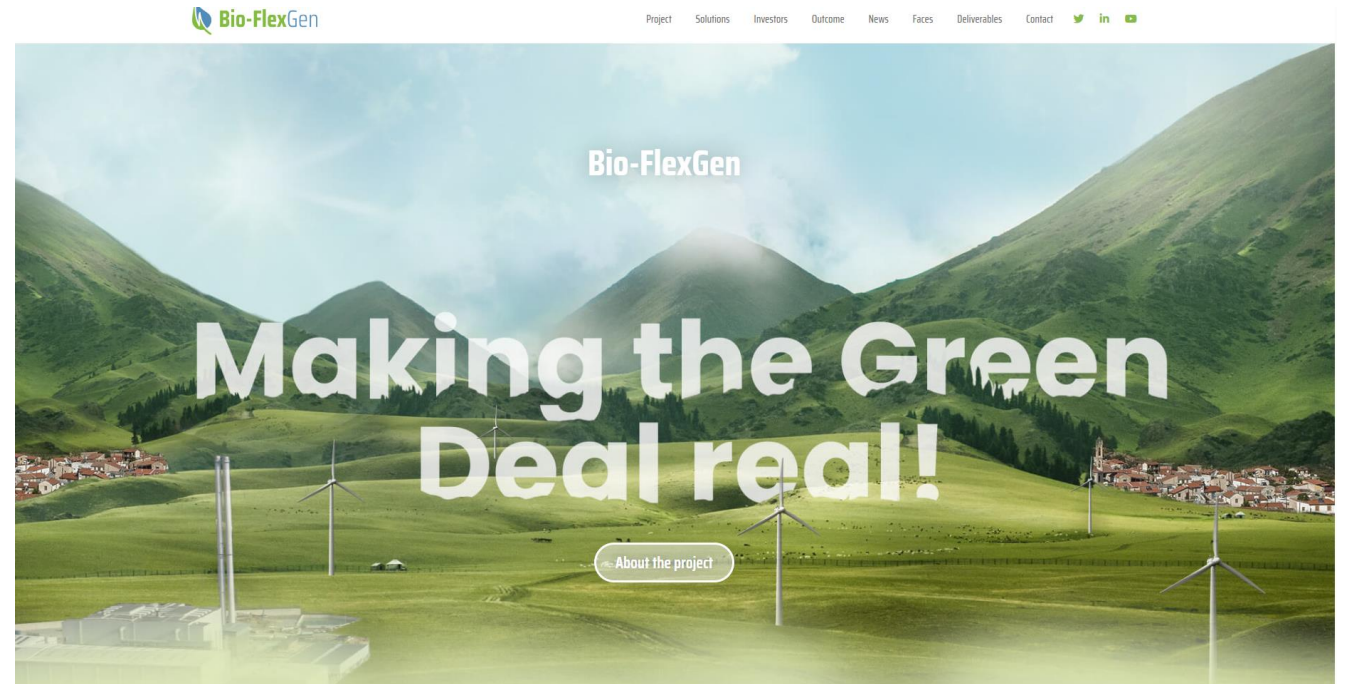 Bio-FlexGen
Project Solutions Investors Outcome News Faces Deliverables Contact
Bio-FlexGen
Making the Green
Deal real!
About the project